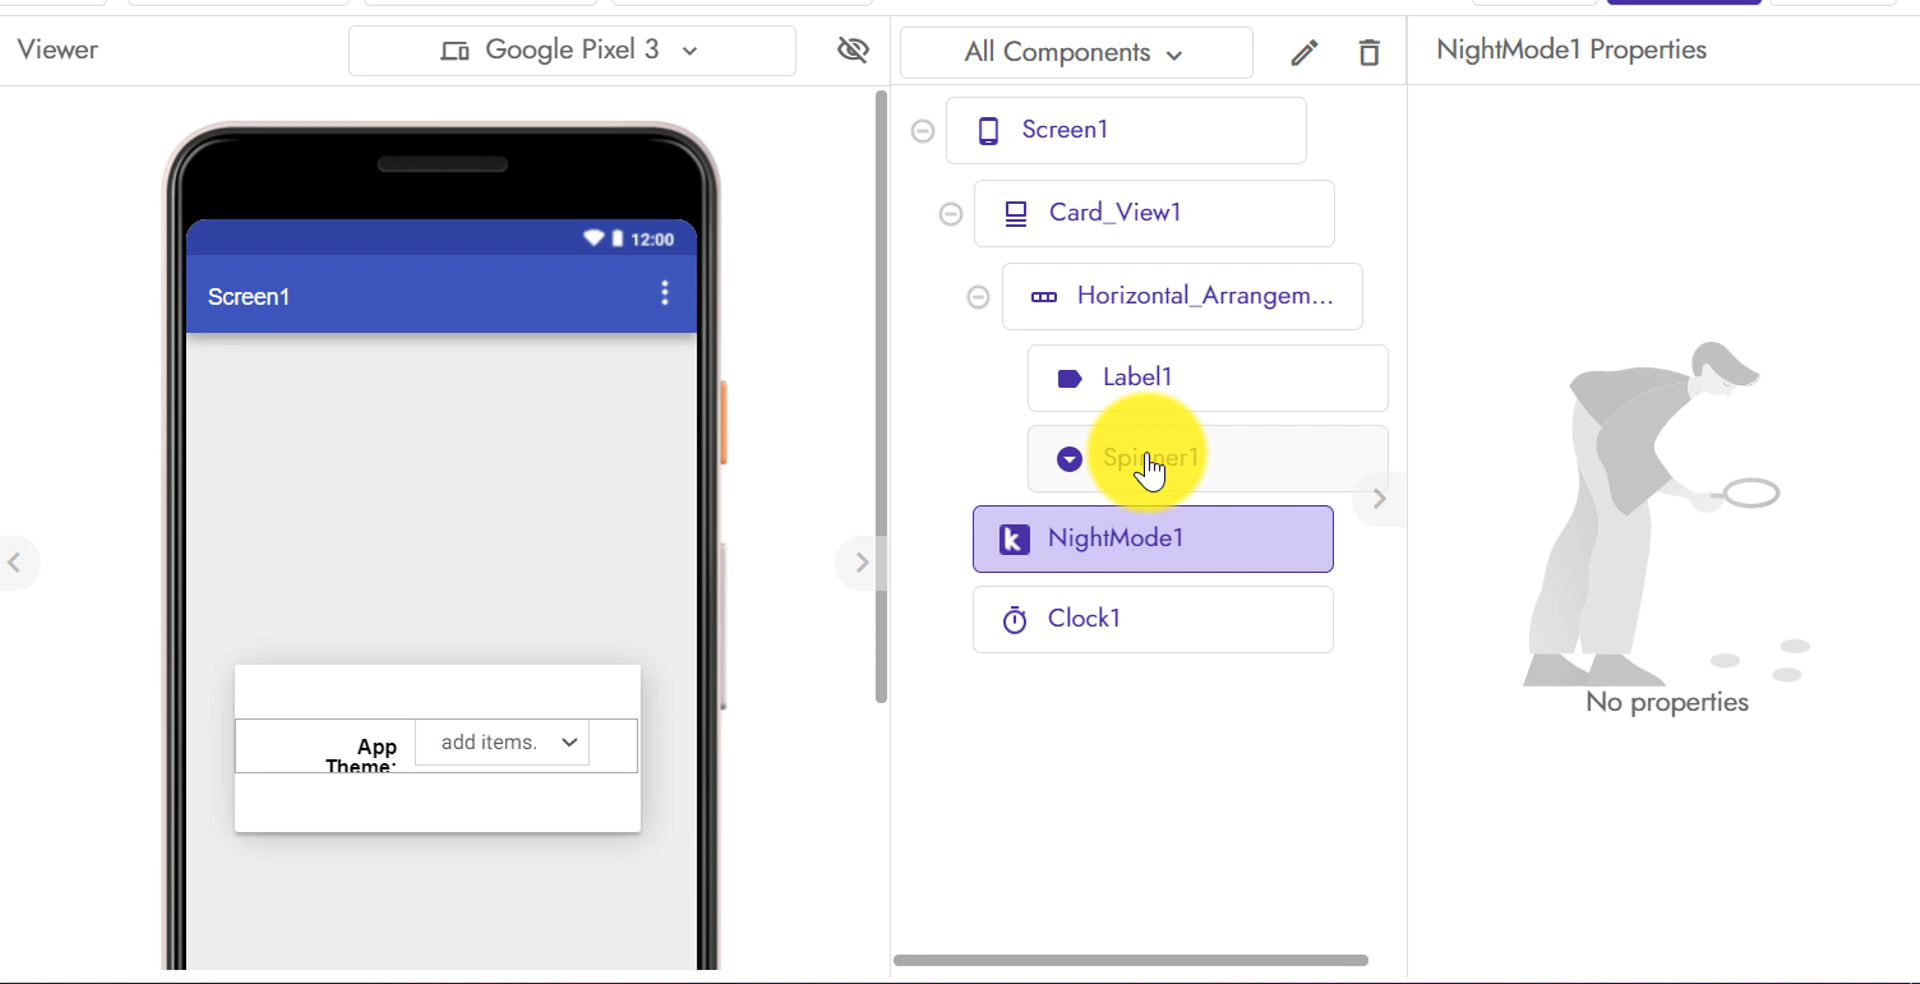 Viewer
Google Pixel 3
All Components
NightMode1 Properties
12:00
Screen1
App
Theme:
add items.
Screen1
Card_View1
Horizontal_Arrangem...
Label1
Spinner1
NightMode1
Clock1
No properties